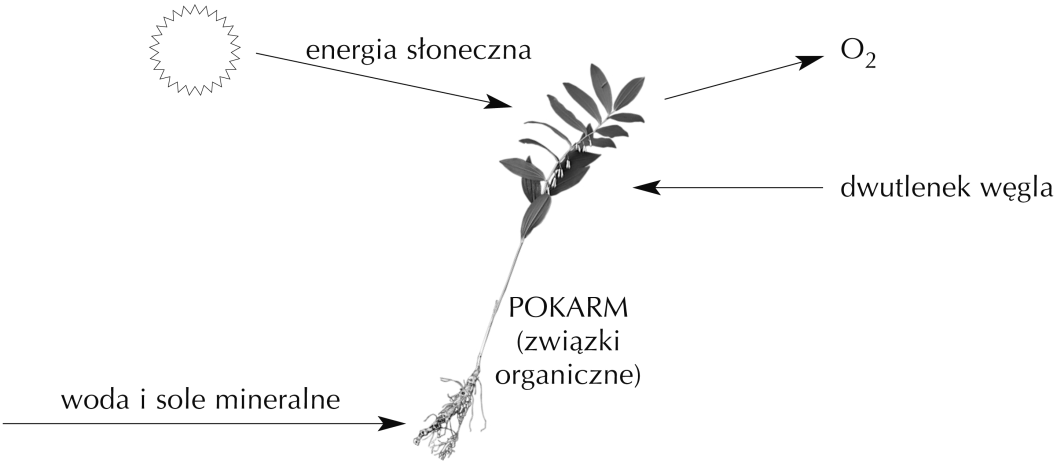 energia słoneczna
O₂
dwutlenek węgla
POKARM
(związki
organiczne)
woda i sole mineralne